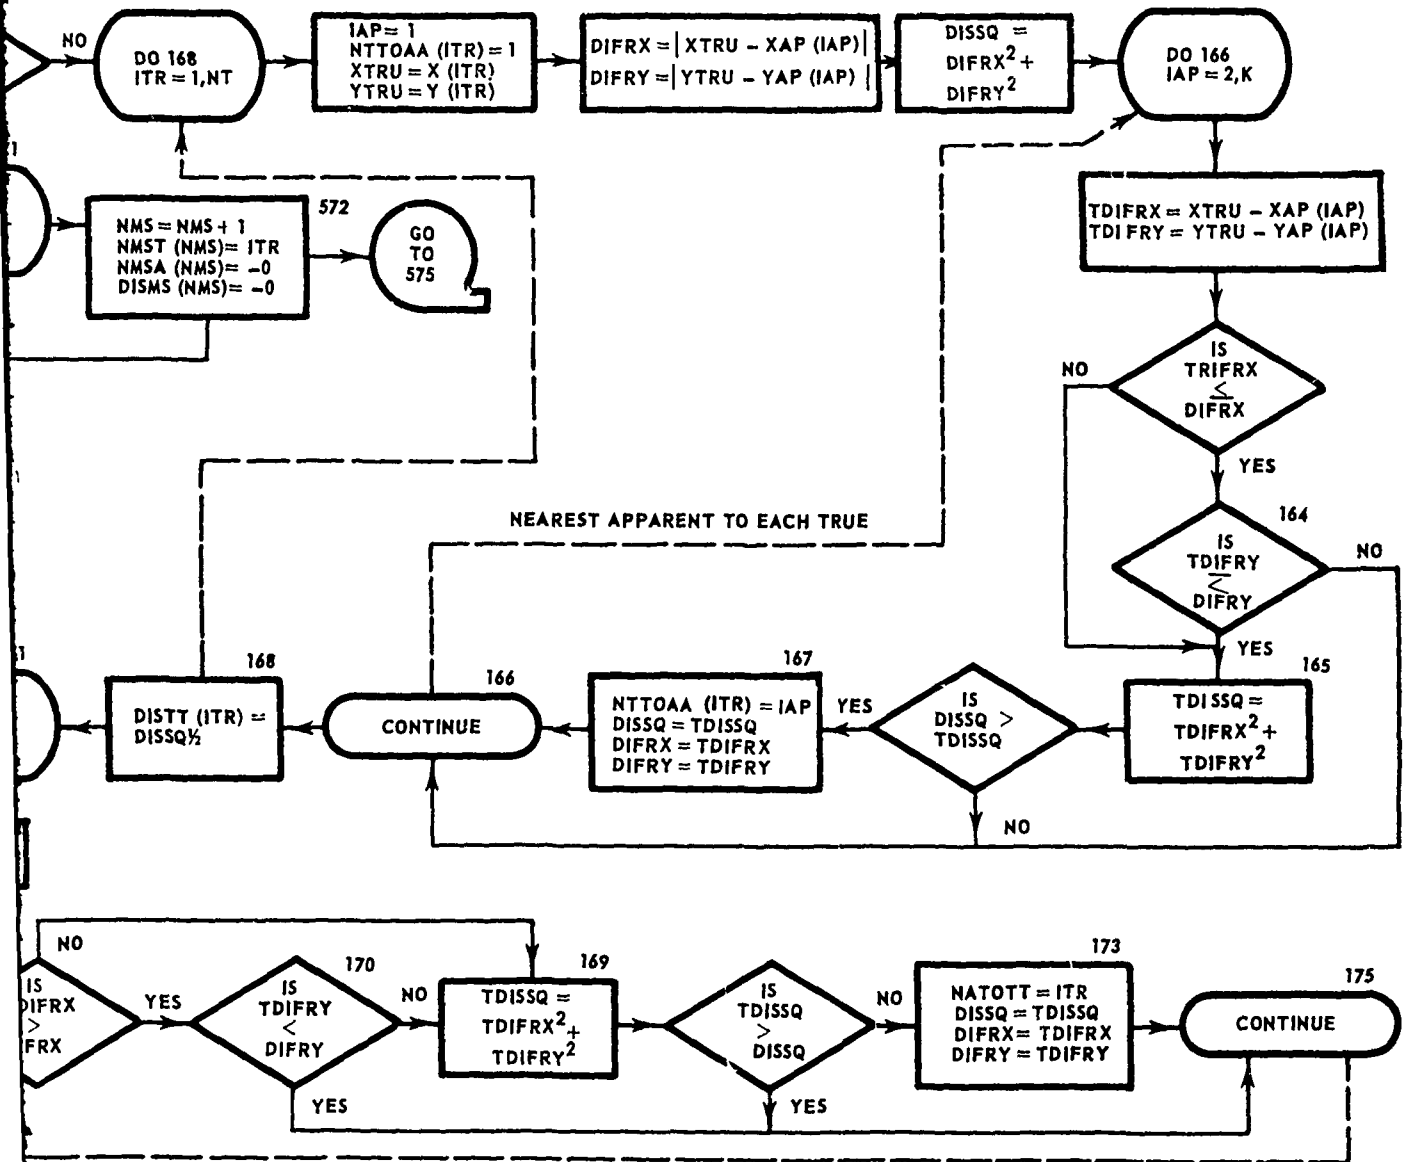 NO
DO 168
ITR = 1,NT
IAP = 1
NTTOAA (ITR) = 1
XTRU = X (ITR)
YTRU = Y (ITR)
DIFRX = |XTRU - XAP (IAP)|
DIFRY = |YTRU - YAP (IAP)|
DISSQ =
DIFRX² +
DIFRY²
DO 166
IAP = 2,K
1
572
NMS = NMS + 1
NMST (NMS) = ITR
NMSA (NMS) = -0
DISMS (NMS) = -0
GO
TO
575
TDIFRX = XTRU - XAP (IAP)
TDIFRY = YTRU - YAP (IAP)
IS
TRIFRX
≤
DIFRX
NO
YES
NEAREST APPARENT TO EACH TRUE
164
IS
TDIFRY
≤
DIFRY
NO
YES
1
168
DISTT (ITR) =
DISSQ½
166
CONTINUE
167
NTTOAA (ITR) = IAP
DISSQ = TDISSQ
DIFRX = TDIFRX
DIFRY = TDIFRY
YES
IS
DISSQ >
TDISSQ
NO
165
TDISSQ =
TDIFRX² +
TDIFRY²
NO
IS
DIFRX
>
FRX
YES
170
IS
TDIFRY
<
DIFRY
NO
YES
169
TDISSQ =
TDIFRX² +
TDIFRY²
IS
TDISSQ
>
DISSQ
NO
YES
173
NATOTT = ITR
DISSQ = TDISSQ
DIFRX = TDIFRX
DIFRY = TDIFRY
175
CONTINUE